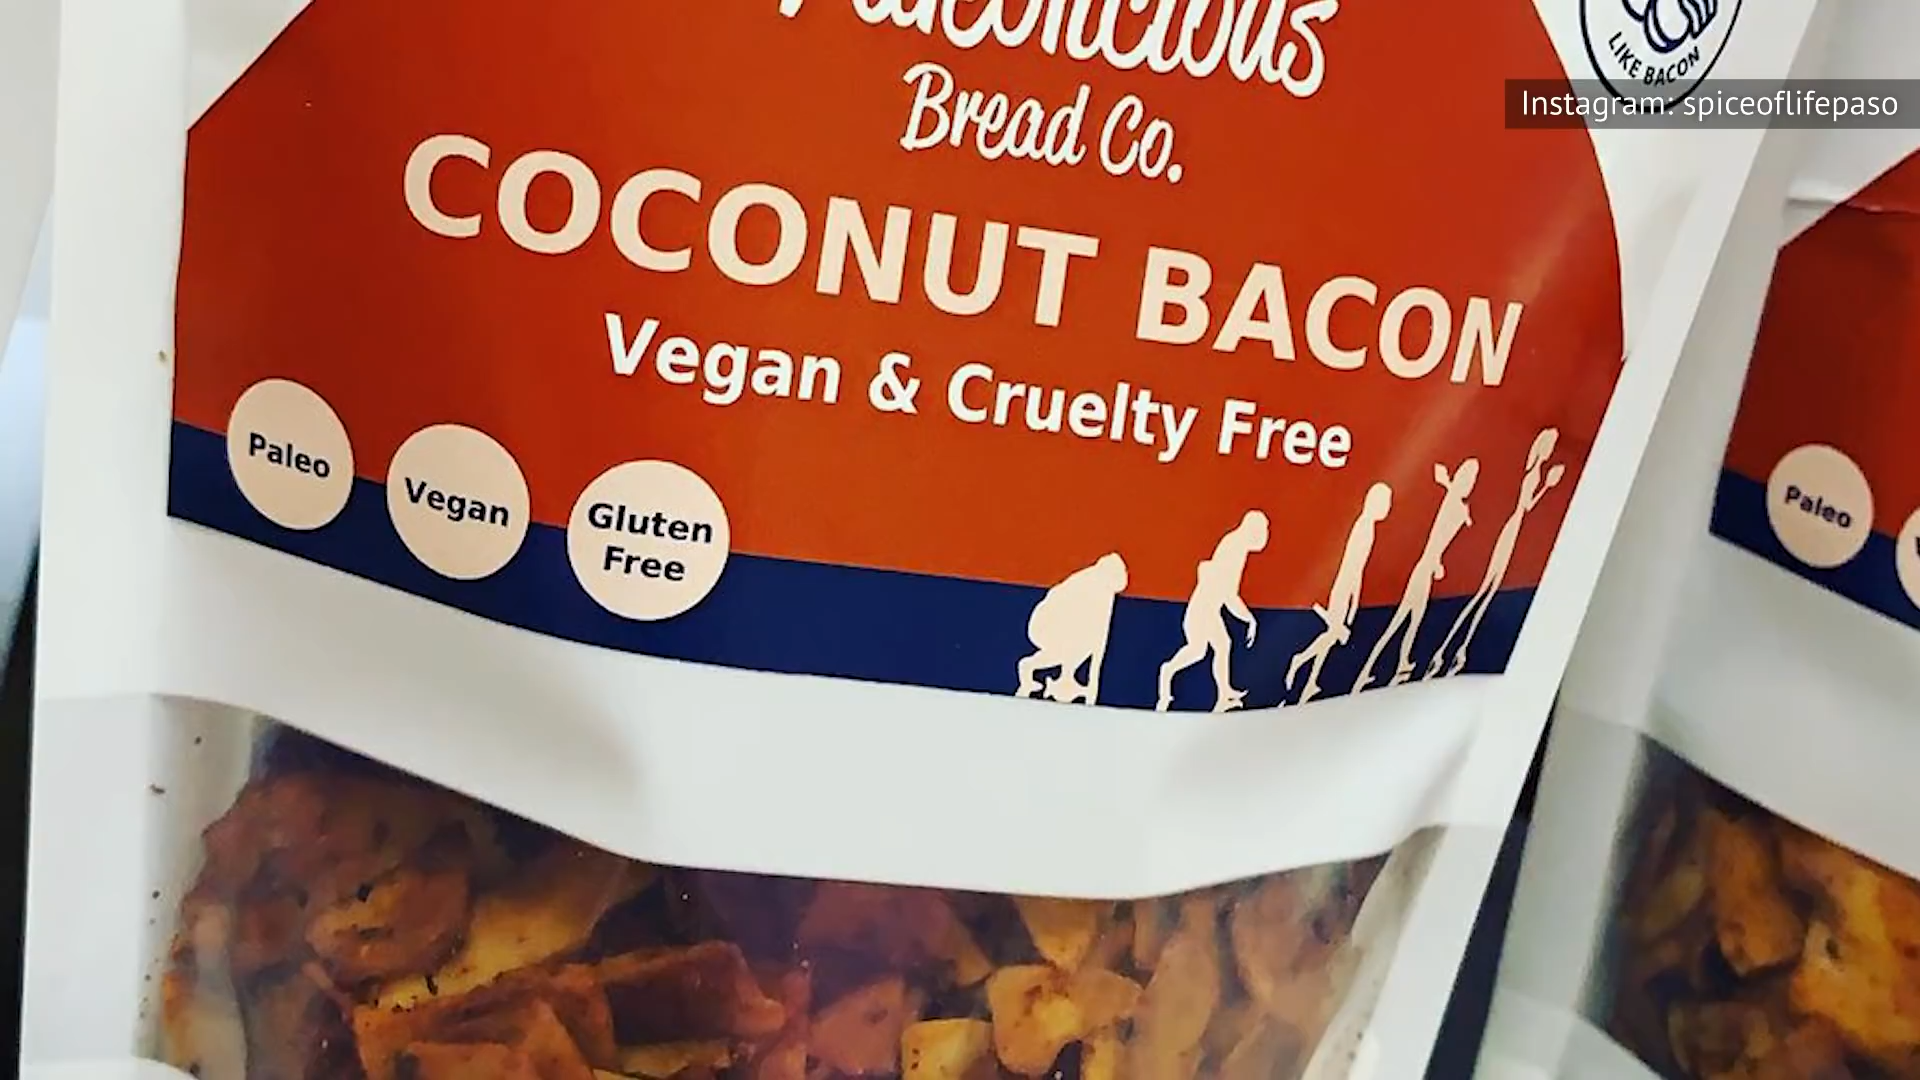 Bread Co.
COCONUT BACON
Vegan & Cruelty Free
Paleo
Vegan
Gluten
Free
LIKE BACON
Instagram: spiceoflifepaso
Paleo